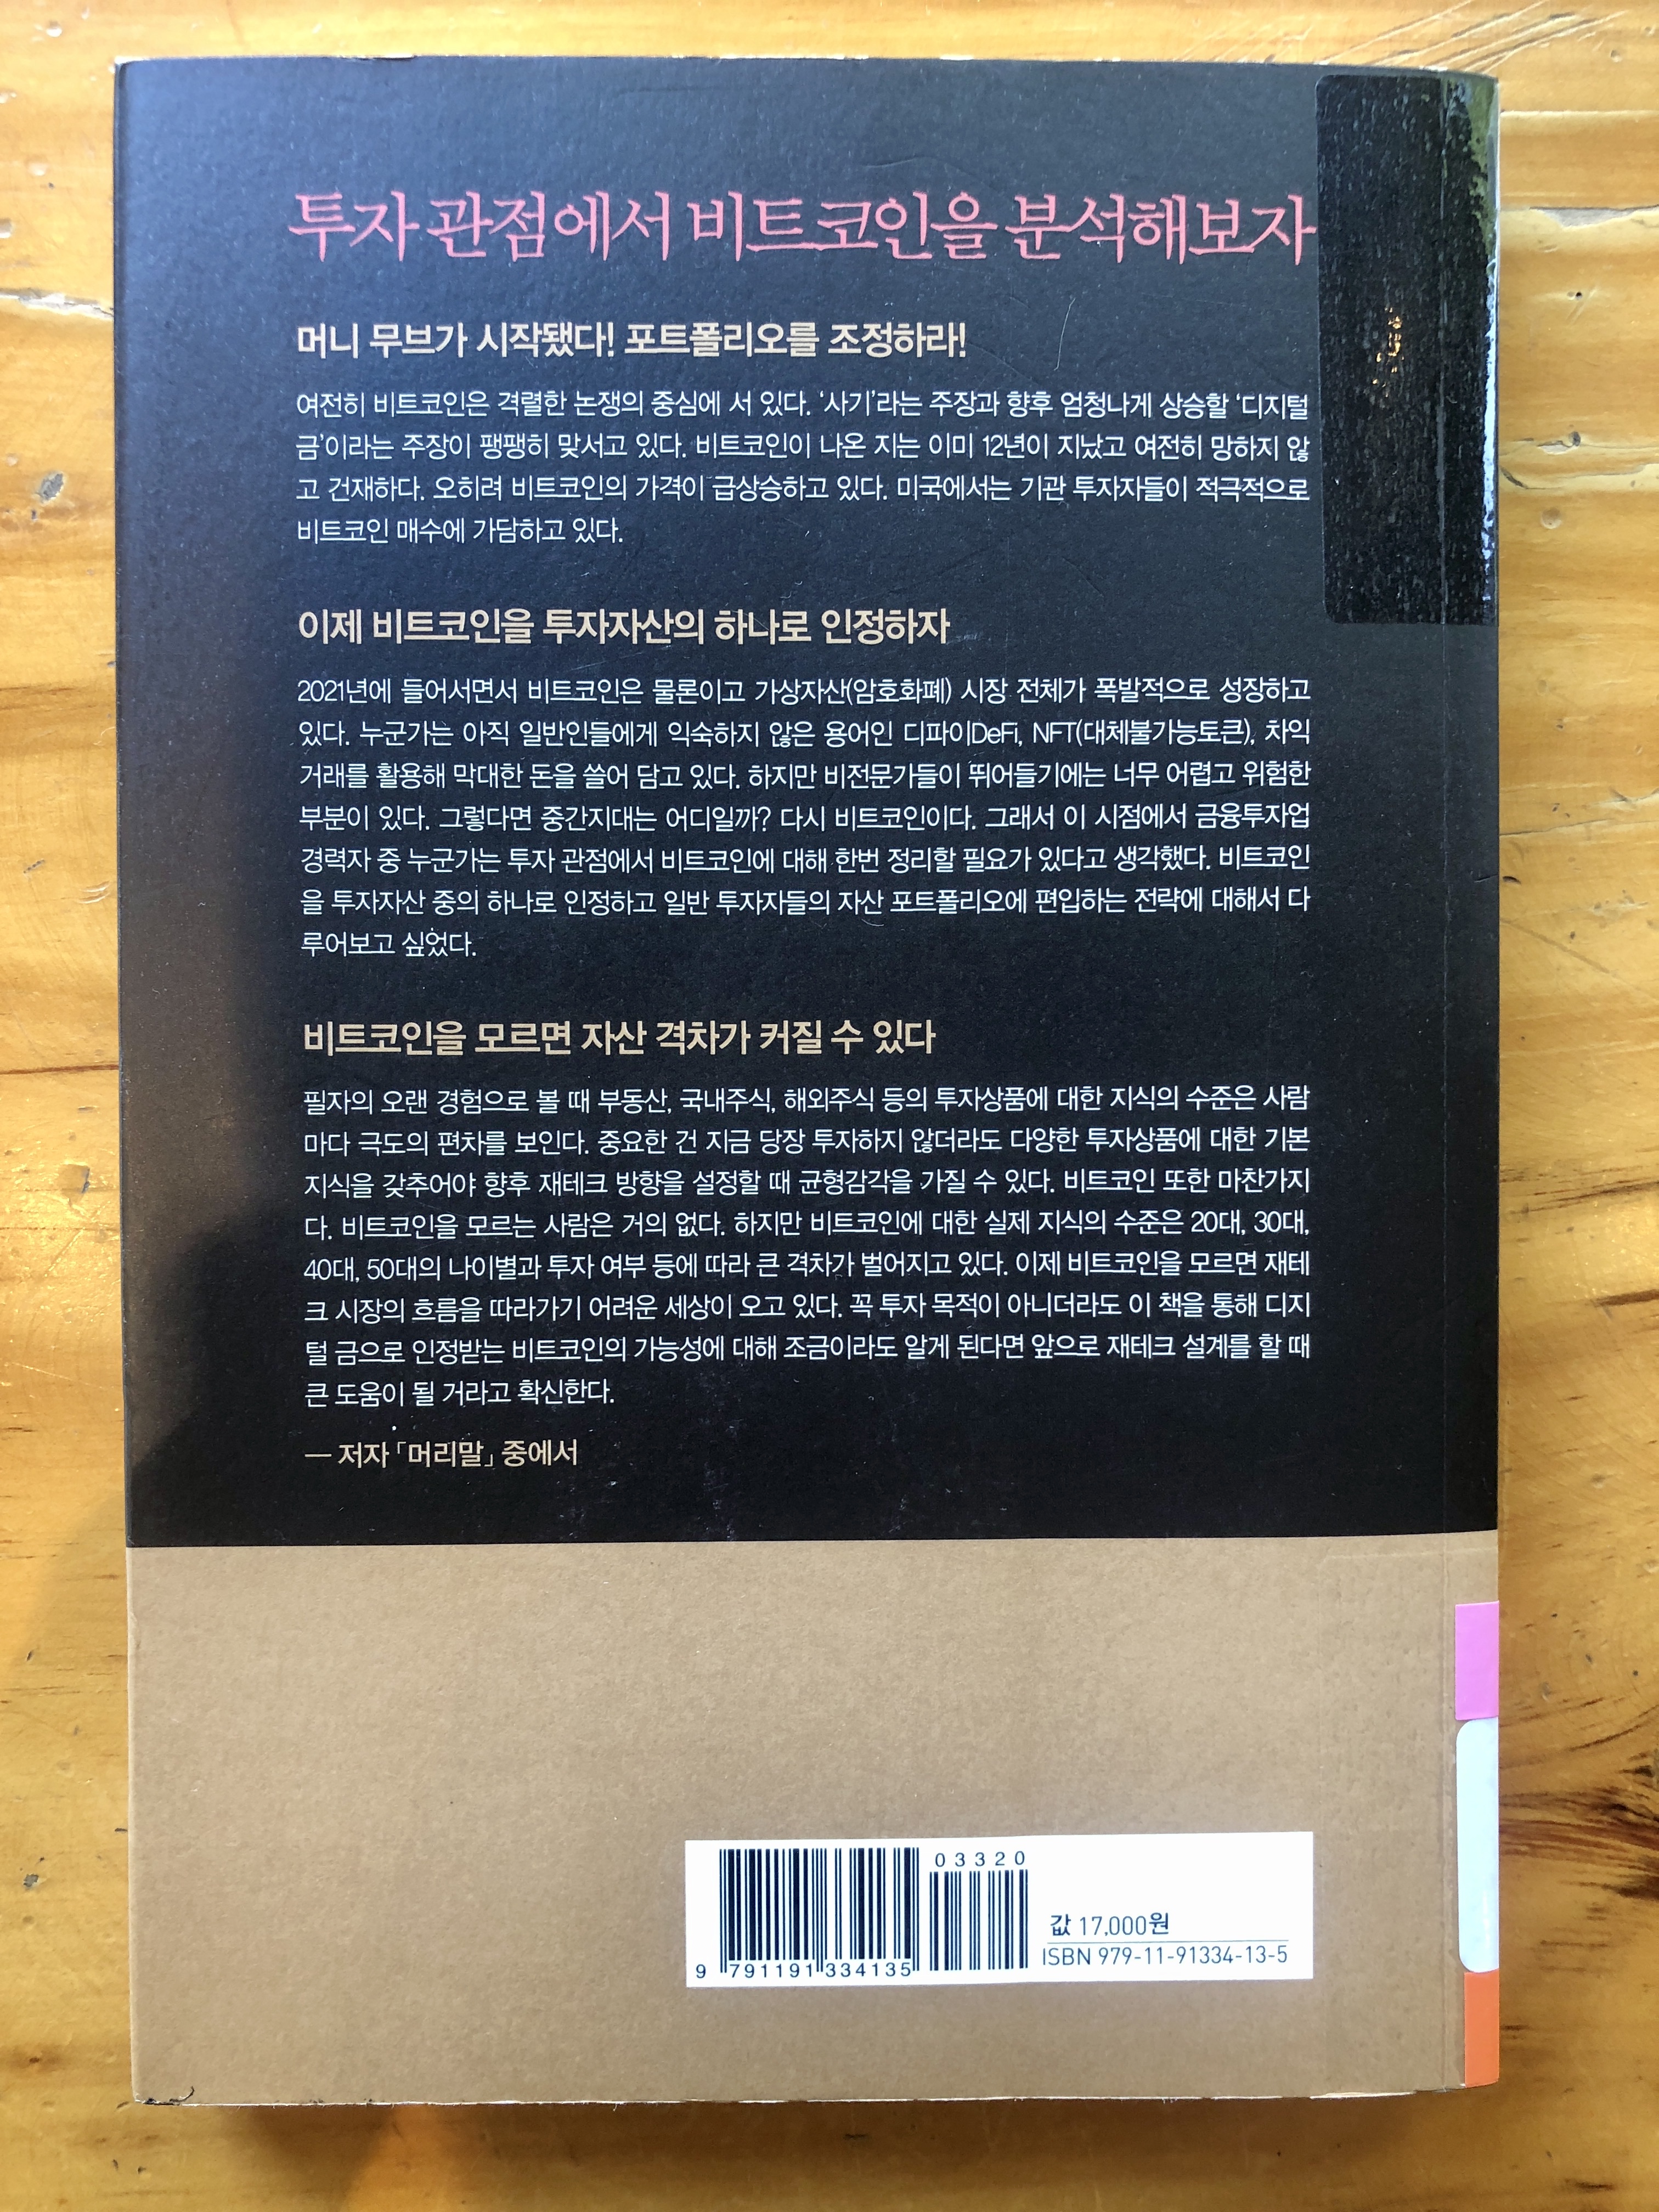 투자 관점에서 비트코인을 분석해보자
머니 무브가 시작됐다! 포트폴리오를 조정하라!
여전히 비트코인은 격렬한 논쟁의 중심에 서 있다. ‘사기’라는 주장과 향후 엄청나게 상승할 ‘디지털
금’이라는 주장이 팽팽히 맞서고 있다. 비트코인이 나온 지는 이미 12년이 지났고 여전히 망하지 않
고 건재하다. 오히려 비트코인의 가격이 급상승하고 있다. 미국에서는 기관 투자자들이 적극적으로
비트코인 매수에 가담하고 있다.
이제 비트코인을 투자자산의 하나로 인정하자
2021년에 들어서면서 비트코인은 물론이고 가상자산(암호화폐) 시장 전체가 폭발적으로 성장하고
있다. 누군가는 아직 일반인들에게 익숙하지 않은 용어인 디파이DeFi, NFT(대체불가능토큰), 차익
거래를 활용해 막대한 돈을 쓸어 담고 있다. 하지만 비전문가들이 뛰어들기에는 너무 어렵고 위험한
부분이 있다. 그렇다면 중간지대는 어디일까? 다시 비트코인이다. 그래서 이 시점에서 금융투자업
경력자 중 누군가는 투자 관점에서 비트코인에 대해 한번 정리할 필요가 있다고 생각했다. 비트코인
을 투자자산 중의 하나로 인정하고 일반 투자자들의 자산 포트폴리오에 편입하는 전략에 대해서 다
루어보고 싶었다.
비트코인을 모르면 자산 격차가 커질 수 있다
필자의 오랜 경험으로 볼 때 부동산, 국내주식, 해외주식 등의 투자상품에 대한 지식의 수준은 사람
마다 극도의 편차를 보인다. 중요한 건 지금 당장 투자하지 않더라도 다양한 투자상품에 대한 기본
지식을 갖추어야 향후 재테크 방향을 설정할 때 균형감각을 가질 수 있다. 비트코인 또한 마찬가지
다. 비트코인을 모르는 사람은 거의 없다. 하지만 비트코인에 대한 실제 지식의 수준은 20대, 30대,
40대, 50대의 나이별과 투자 여부 등에 따라 큰 격차가 벌어지고 있다. 이제 비트코인을 모르면 재테
크 시장의 흐름을 따라가기 어려운 세상이 오고 있다. 꼭 투자 목적이 아니더라도 이 책을 통해 디지
털 금으로 인정받는 비트코인의 가능성에 대해 조금이라도 알게 된다면 앞으로 재테크 설계를 할 때
큰 도움이 될 거라고 확신한다.
— 저자 「머리말」 중에서
03320
값 17,000원
ISBN 979-11-91334-13-5
9 791191 334135